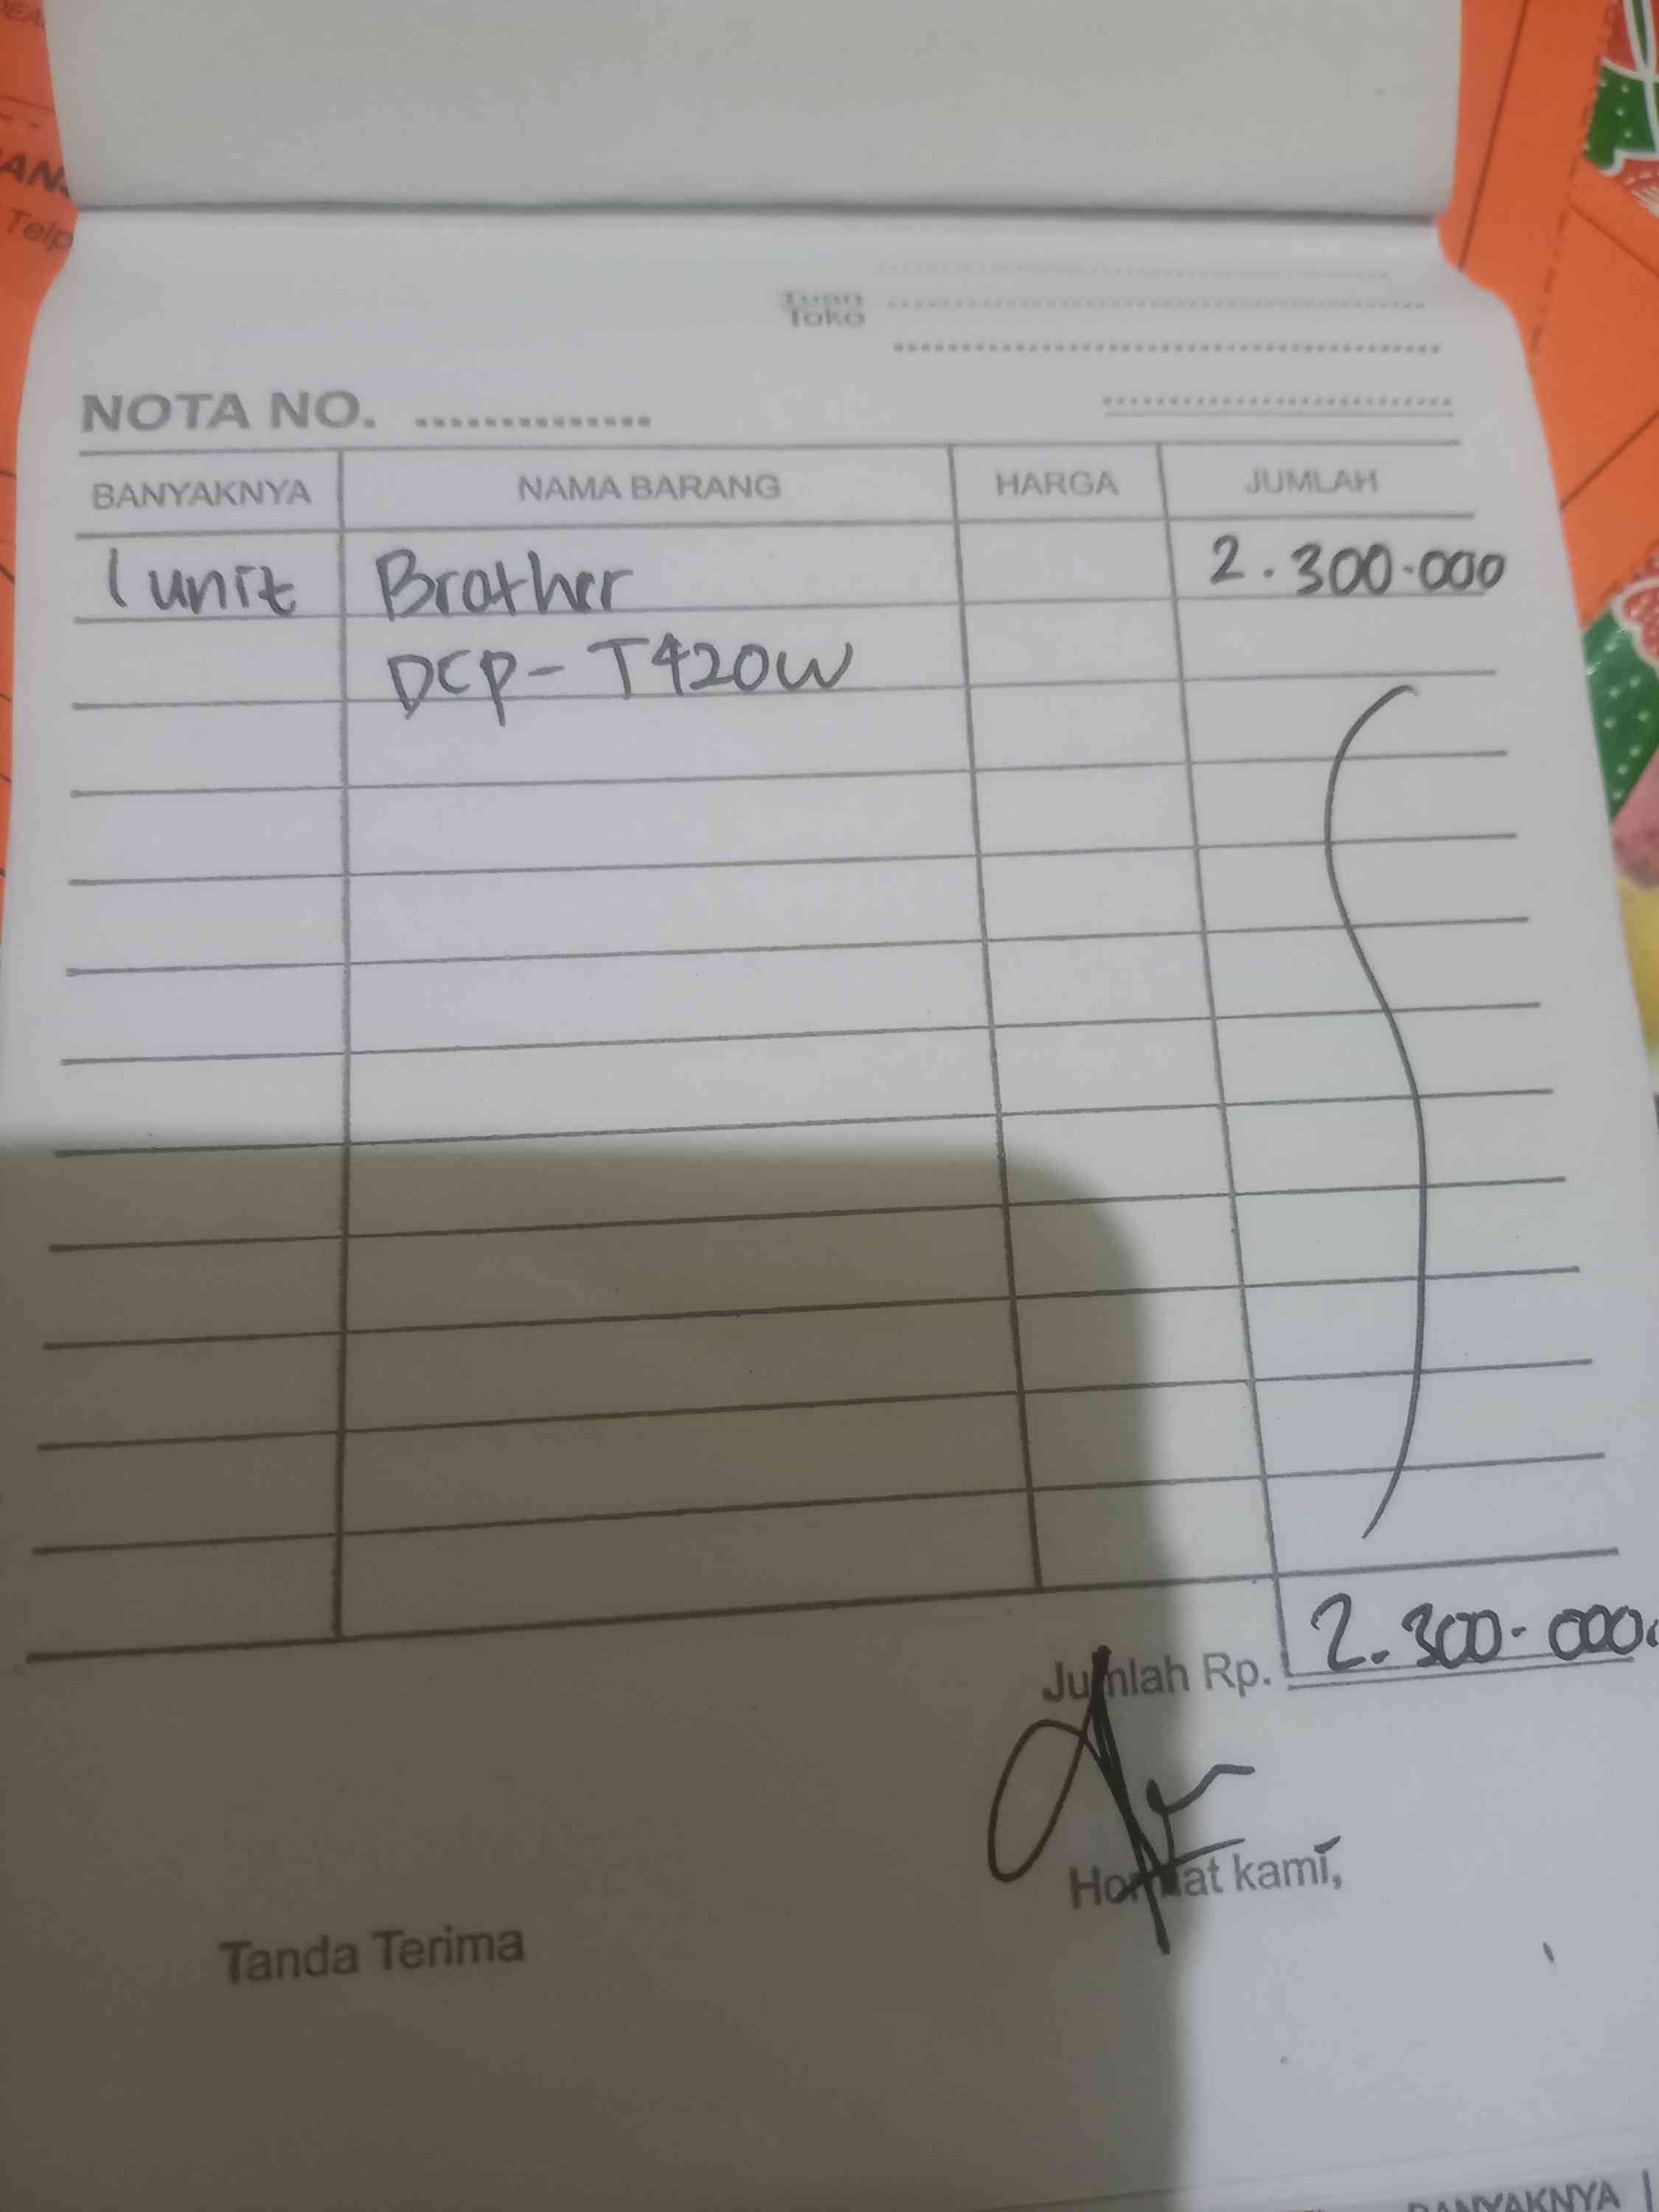 Telp
Tuan
Toko
NOTA NO. ................
BANYAKNYA NAMA BARANG HARGA JUMLAH
1 unit Brother 2.300.000
DCP-T420W
Jumlah Rp. 2.300.000
Hormat kami,
Tanda Terima
BANYAKNYA